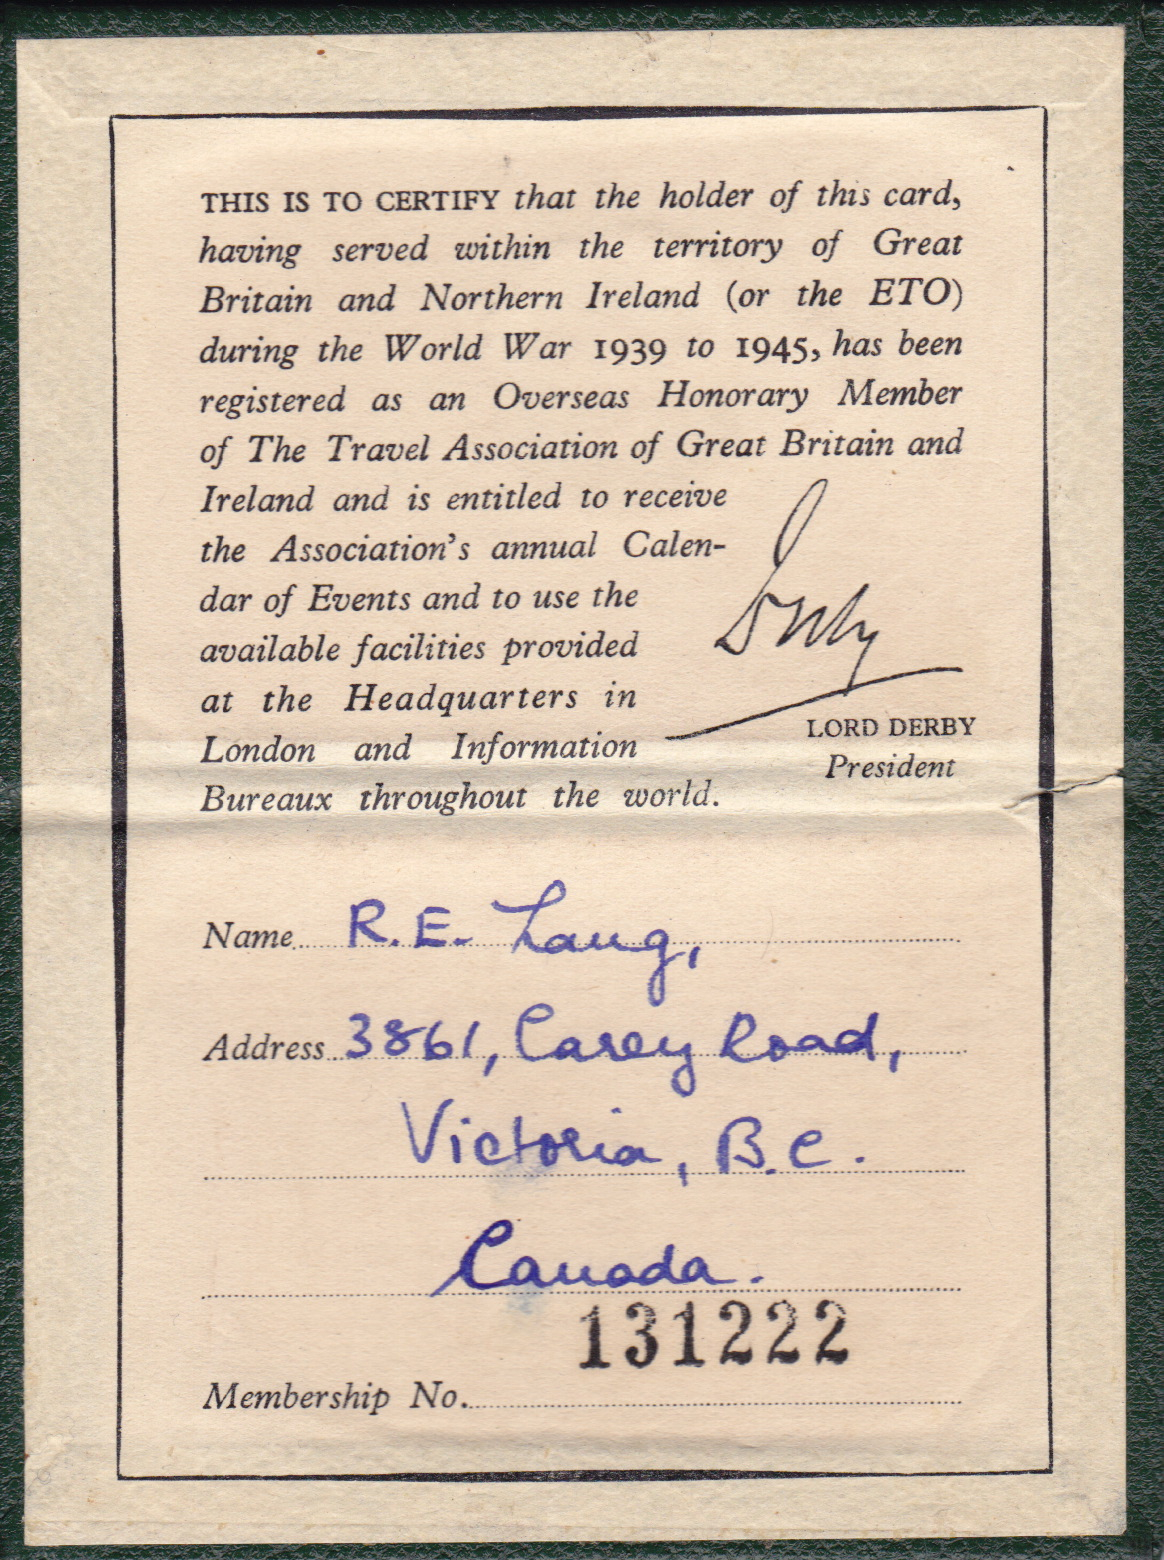 THIS IS TO CERTIFY that the holder of this card,
having served within the territory of Great
Britain and Northern Ireland (or the ETO)
during the World War 1939 to 1945, has been
registered as an Overseas Honorary Member
of The Travel Association of Great Britain and
Ireland and is entitled to receive
the Association's annual Calen-
dar of Events and to use the
available facilities provided
at the Headquarters in
London and Information
Bureaux throughout the world.
Derby
LORD DERBY
President
Name R.E. Lang,
Address 3861, Carey Road,
Victoria, B.C.
Canada.
131222
Membership No.